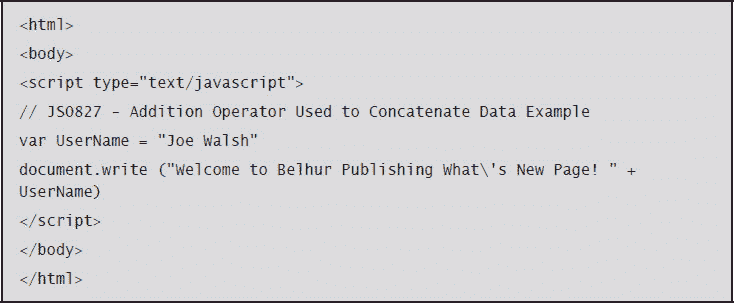 <html>
<body>
<script type="text/javascript">
// JS0827 - Addition Operator Used to Concatenate Data Example
var UserName = "Joe Walsh"
document.write ("Welcome to Belhur Publishing What\'s New Page! " +
UserName)
</script>
</body>
</html>